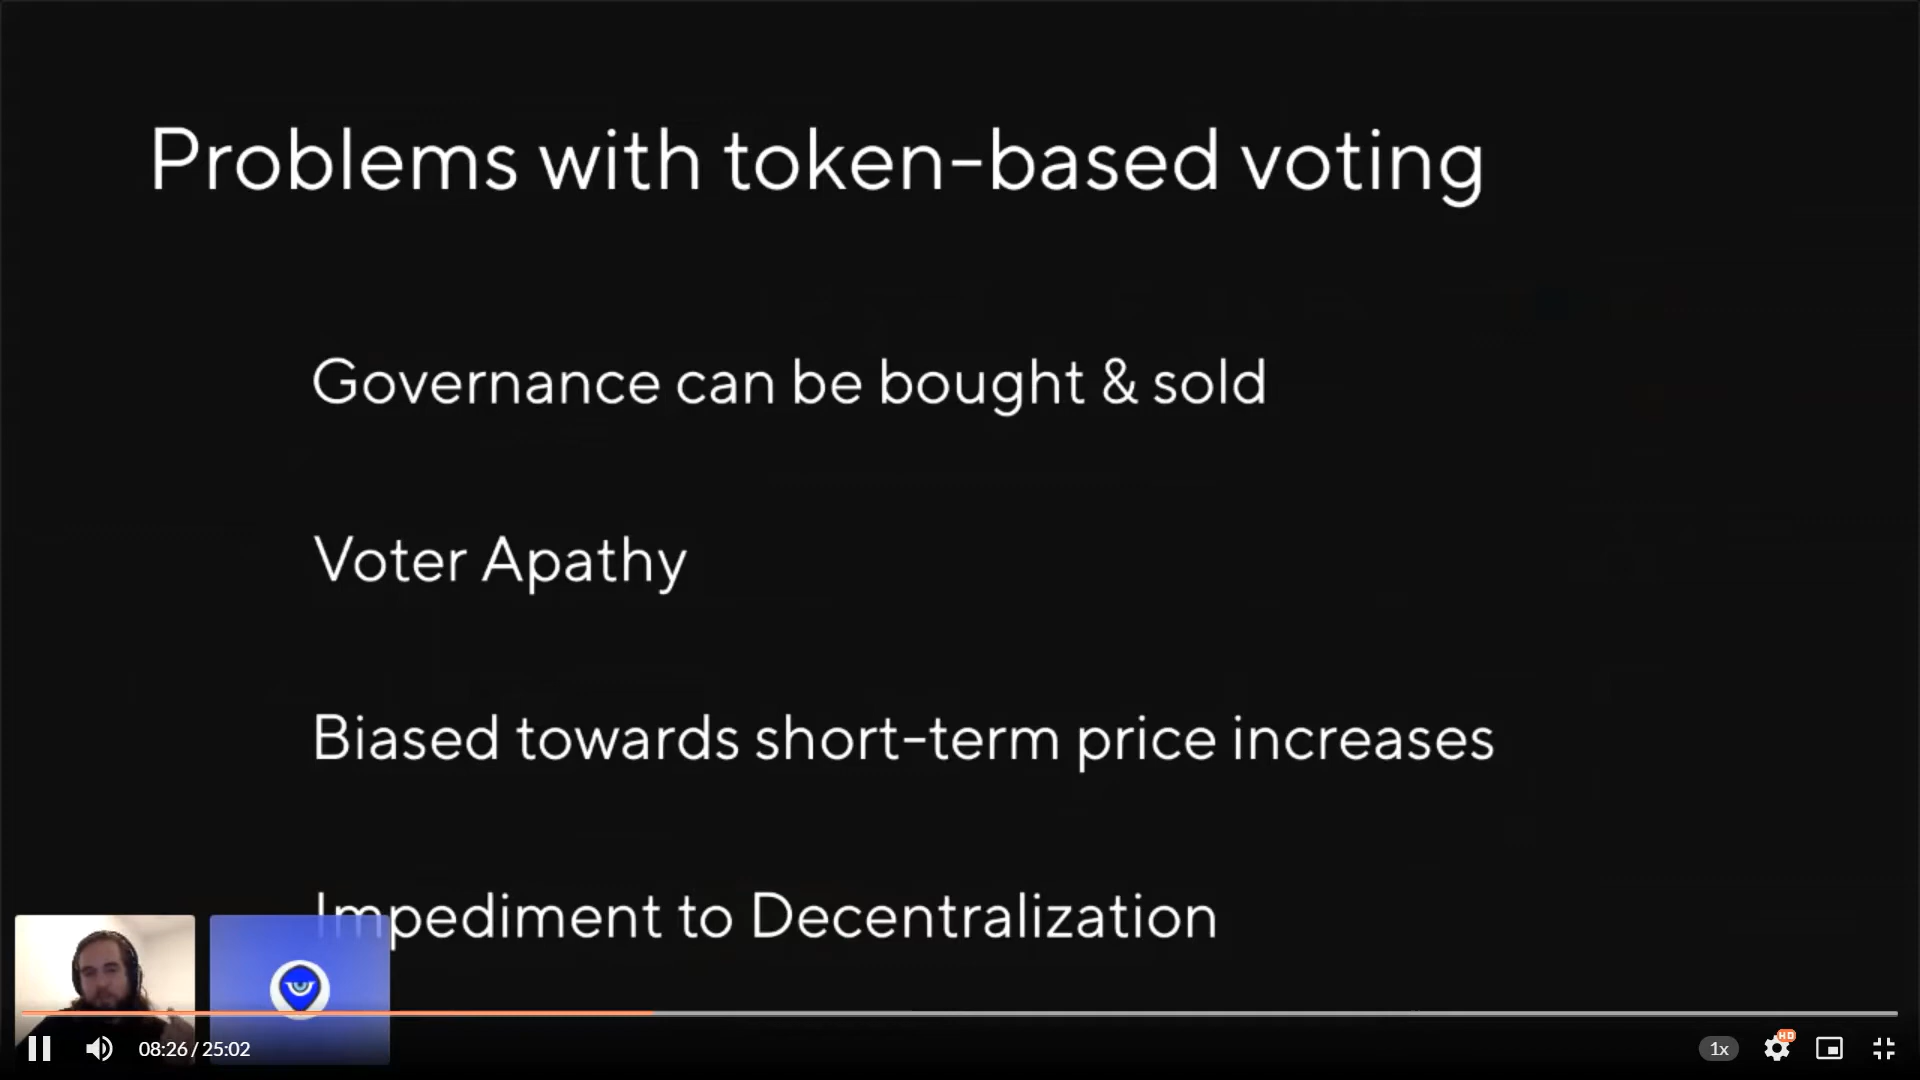 Problems with token-based voting
Governance can be bought & sold
Voter Apathy
Biased towards short-term price increases
Impediment to Decentralization
08:26 / 25:02
1x
HD